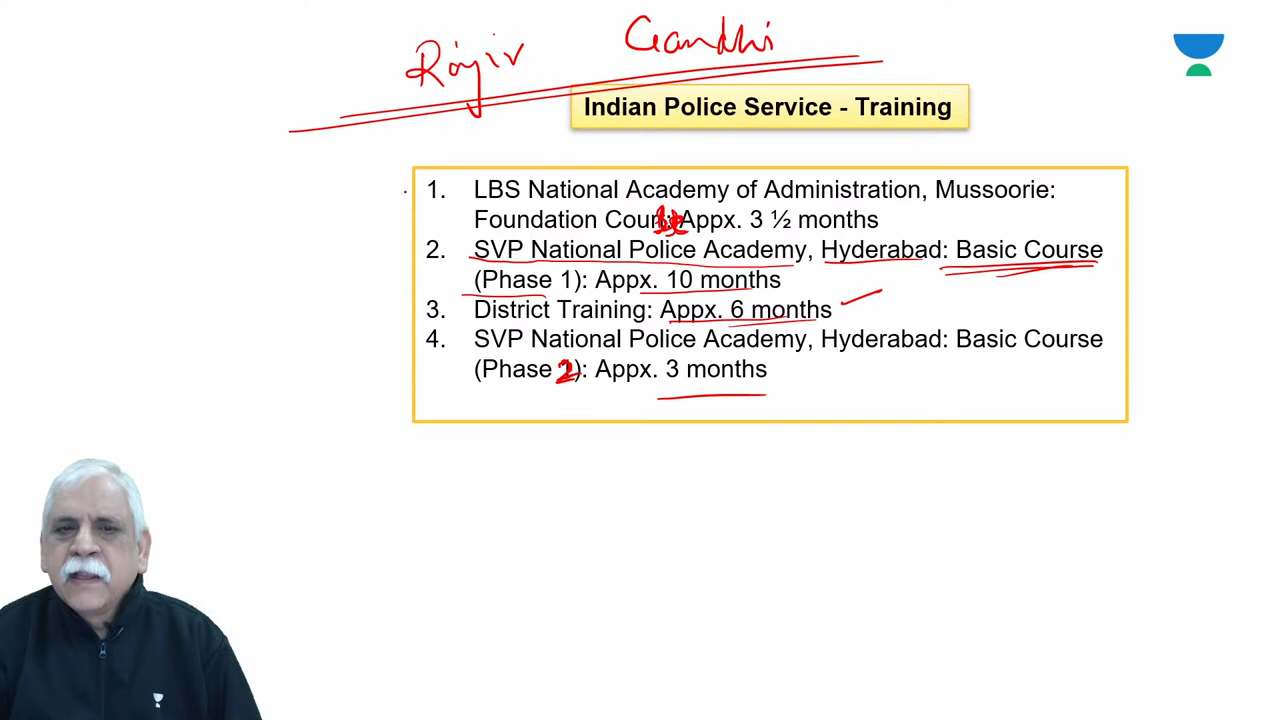 Rajiv Gandhi
Indian Police Service - Training
1. LBS National Academy of Administration, Mussoorie:
Foundation Appx. 3 ½ months
2. SVP National Police Academy, Hyderabad: Basic Course
(Phase 1): Appx. 10 months
3. District Training: Appx. 6 months
4. SVP National Police Academy, Hyderabad: Basic Course
(Phase 2): Appx. 3 months